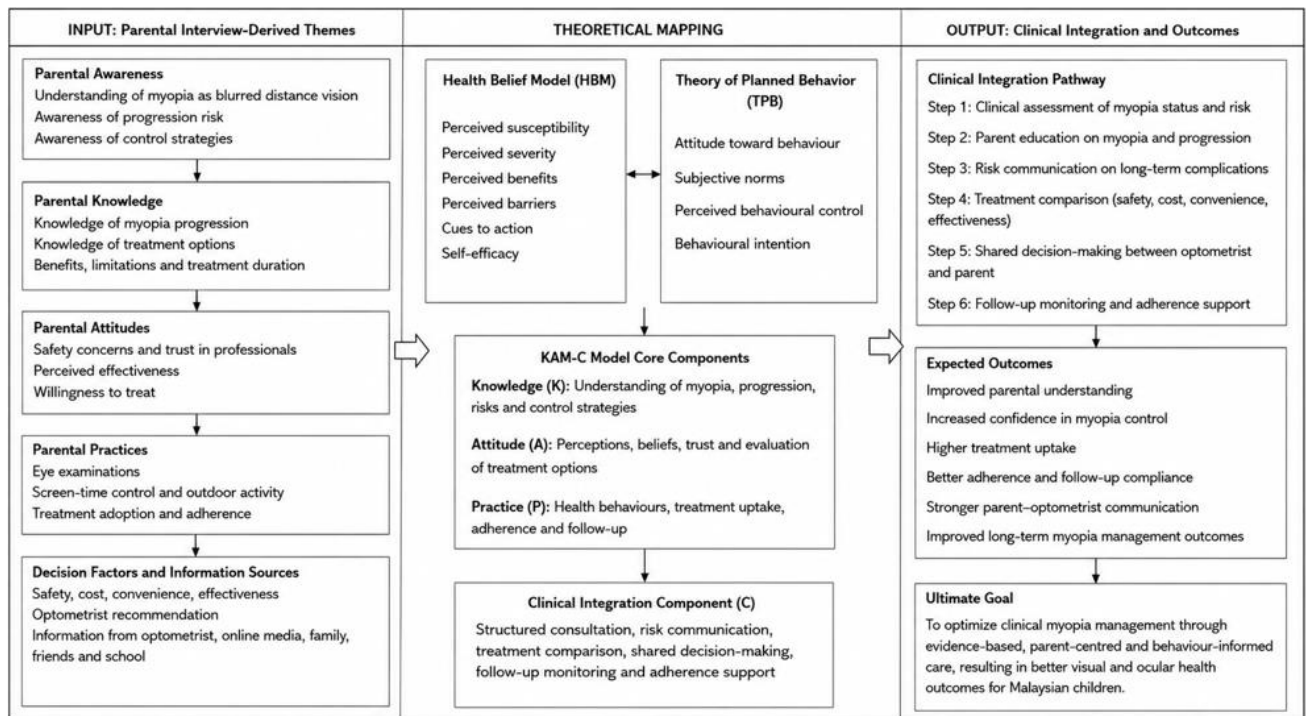 INPUT: Parental Interview-Derived Themes
Parental Awareness
Understanding of myopia as blurred distance vision
Awareness of progression risk
Awareness of control strategies
Parental Knowledge
Knowledge of myopia progression
Knowledge of treatment options
Benefits, limitations and treatment duration
Parental Attitudes
Safety concerns and trust in professionals
Perceived effectiveness
Willingness to treat
Parental Practices
Eye examinations
Screen-time control and outdoor activity
Treatment adoption and adherence
Decision Factors and Information Sources
Safety, cost, convenience, effectiveness
Optometrist recommendation
Information from optometrist, online media, family,
friends and school
THEORETICAL MAPPING
Health Belief Model (HBM)
Perceived susceptibility
Perceived severity
Perceived benefits
Perceived barriers
Cues to action
Self-efficacy
Theory of Planned Behavior
(TPB)
Attitude toward behaviour
Subjective norms
Perceived behavioural control
Behavioural intention
KAM-C Model Core Components
Knowledge (K): Understanding of myopia, progression,
risks and control strategies
Attitude (A): Perceptions, beliefs, trust and evaluation
of treatment options
Practice (P): Health behaviours, treatment uptake,
adherence and follow-up
Clinical Integration Component (C)
Structured consultation, risk communication,
treatment comparison, shared decision-making,
follow-up monitoring and adherence support
OUTPUT: Clinical Integration and Outcomes
Clinical Integration Pathway
Step 1: Clinical assessment of myopia status and risk
Step 2: Parent education on myopia and progression
Step 3: Risk communication on long-term complications
Step 4: Treatment comparison (safety, cost, convenience,
effectiveness)
Step 5: Shared decision-making between optometrist
and parent
Step 6: Follow-up monitoring and adherence support
Expected Outcomes
Improved parental understanding
Increased confidence in myopia control
Higher treatment uptake
Better adherence and follow-up compliance
Stronger parent–optometrist communication
Improved long-term myopia management outcomes
Ultimate Goal
To optimize clinical myopia management through
evidence-based, parent-centred and behaviour-informed
care, resulting in better visual and ocular health
outcomes for Malaysian children.